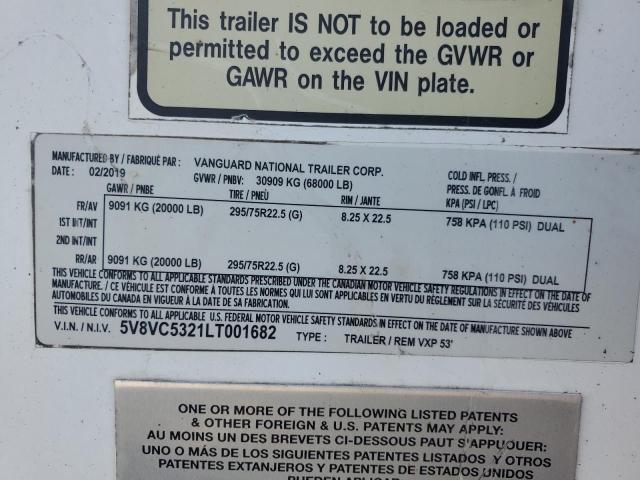 This trailer IS NOT to be loaded or
permitted to exceed the GVWR or
GAWR on the VIN plate.
MANUFACTURED BY / FABRIQUÉ PAR : VANGUARD NATIONAL TRAILER CORP.
DATE : 02/2019 GVWR / PNBV: 30909 KG (68000 LB) COLD INFL. PRESS. /
PRESS. DE GONFL. À FROID
GAWR / PNBE TIRE / PNEU RIM / JANTE KPA (PSI / LPC)
FR/AV 9091 KG (20000 LB) 295/75R22.5 (G) 8.25 X 22.5 758 KPA (110 PSI) DUAL
1ST INT/INT
2ND INT/INT
RR/AR 9091 KG (20000 LB) 295/75R22.5 (G) 8.25 X 22.5 758 KPA (110 PSI) DUAL
THIS VEHICLE CONFORMS TO ALL APPLICABLE STANDARDS PRESCRIBED UNDER THE CANADIAN MOTOR VEHICLE SAFETY REGULATIONS IN EFFECT ON THE DATE OF
MANUFACTURE. / CE VÉHICULE EST CONFORME À TOUTES LES NORMES QUI LUI SONT APPLICABLES EN VERTU DU RÈGLEMENT SUR LA SÉCURITÉ DES VÉHICULES
AUTOMOBILES DU CANADA EN VIGUEUR À LA DATE DE SA FABRICATION.
THIS VEHICLE CONFORMS TO ALL APPLICABLE U.S. FEDERAL MOTOR VEHICLE SAFETY STANDARDS IN EFFECT ON THE DATE OF MANUFACTURE SHOWN ABOVE.
V.I.N. / N.I.V. 5V8VC5321LT001682 TYPE : TRAILER / REM VXP 53'
ONE OR MORE OF THE FOLLOWING LISTED PATENTS
& OTHER FOREIGN & U.S. PATENTS MAY APPLY:
AU MOINS UN DES BREVETS CI-DESSOUS PAUT S'APPLIQUER:
UNO O MÁS DE LOS SIGUIENTES PATENTES LISTADOS Y OTROS
PATENTES EXTANJEROS Y PATENTES DE ESTADOS UNIDOS